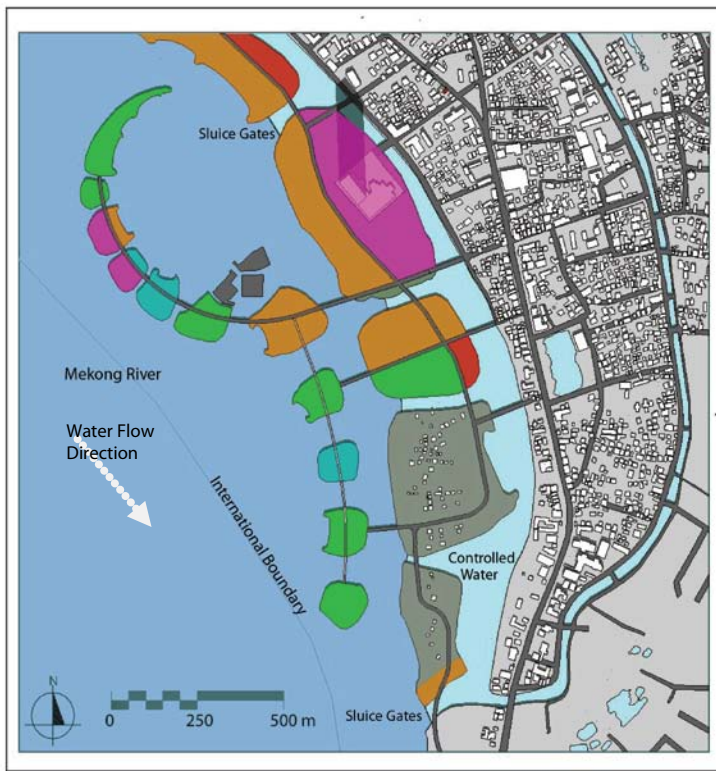 Sluice Gates
Mekong River
Water Flow
Direction
International Boundary
Controlled
Water
N
0 250 500 m
Sluice Gates